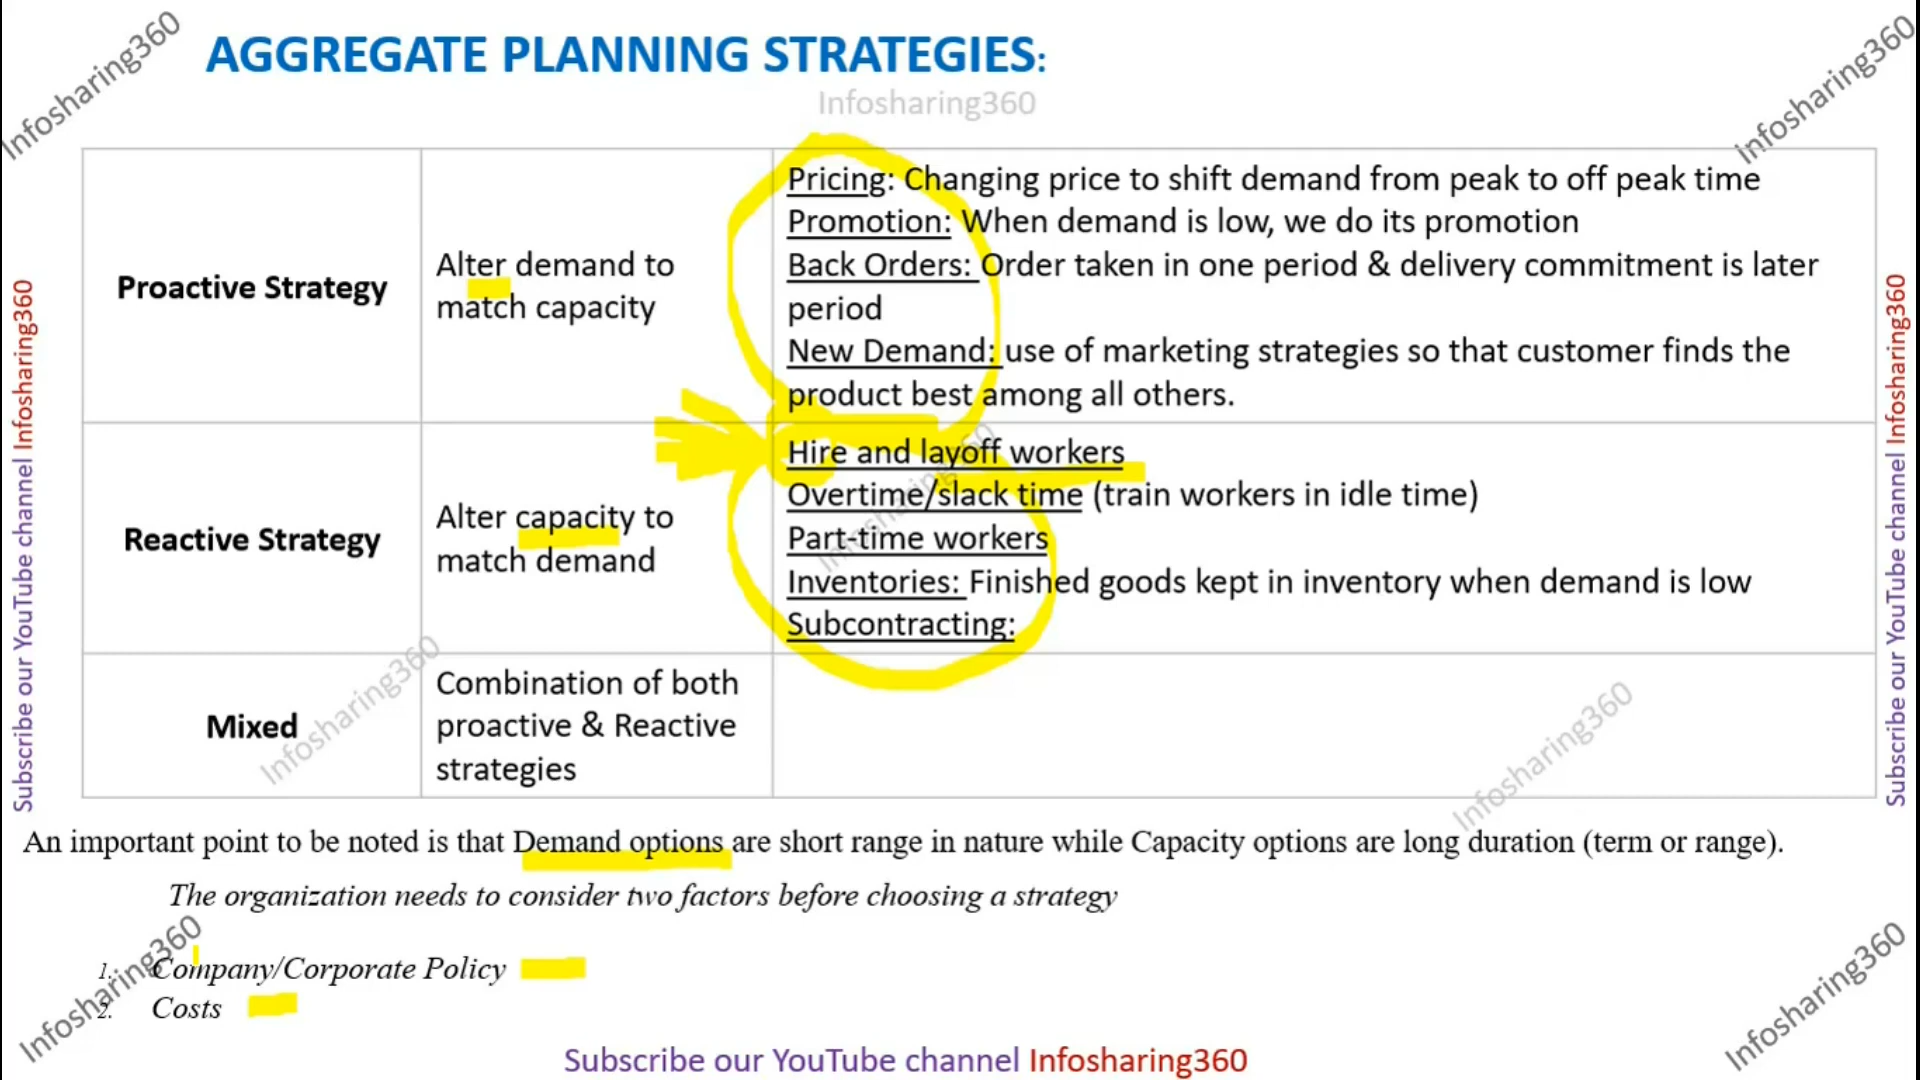 AGGREGATE PLANNING STRATEGIES:
Infosharing360
Infosharing360
Infosharing360
Proactive Strategy
Alter demand to
match capacity
Pricing: Changing price to shift demand from peak to off peak time
Promotion: When demand is low, we do its promotion
Back Orders: Order taken in one period & delivery commitment is later
period
New Demand: use of marketing strategies so that customer finds the
product best among all others.
Reactive Strategy
Alter capacity to
match demand
Hire and layoff workers
Overtime/slack time (train workers in idle time)
Part-time workers
Inventories: Finished goods kept in inventory when demand is low
Subcontracting:
Infosharing360
Mixed
Combination of both
proactive & Reactive
strategies
Infosharing360
Infosharing360
Subscribe our YouTube channel Infosharing360
Subscribe our YouTube channel Infosharing360
An important point to be noted is that Demand options are short range in nature while Capacity options are long duration (term or range).
The organization needs to consider two factors before choosing a strategy
1. Company/Corporate Policy
2. Costs
Infosharing360
Infosharing360
Subscribe our YouTube channel Infosharing360